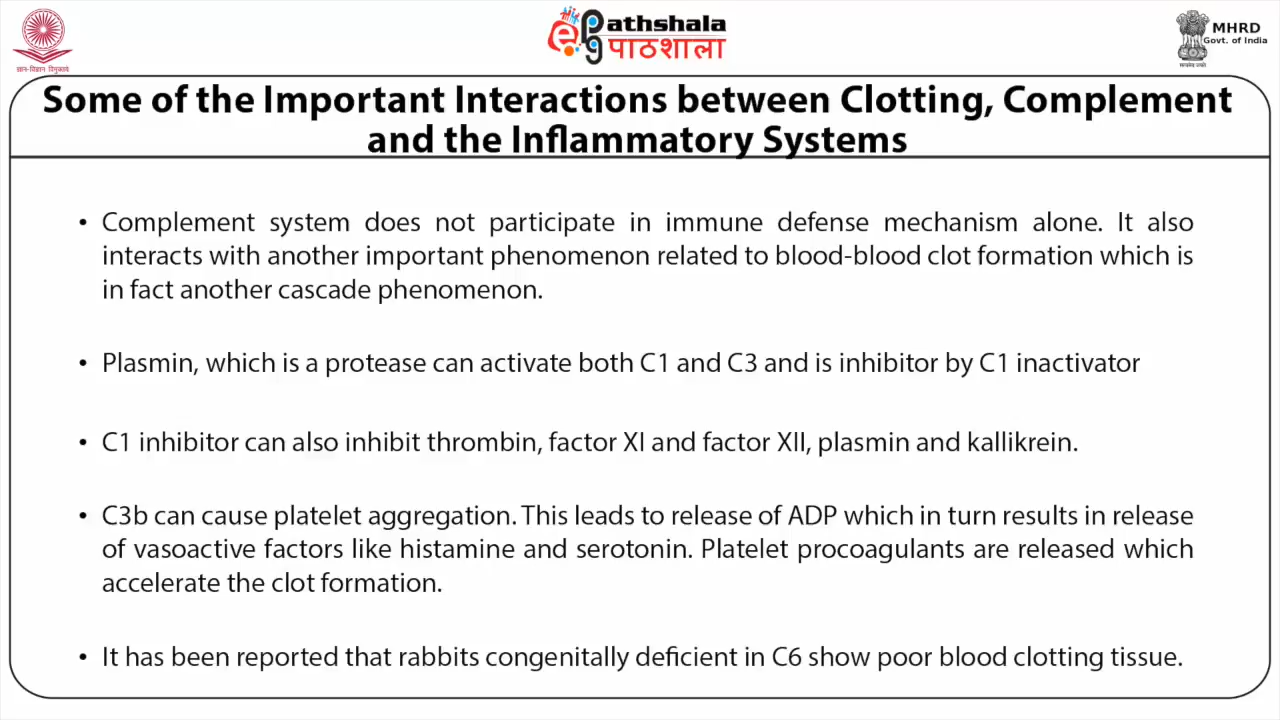 ज्ञान-विज्ञान विमुक्तये
ePathshala
पाठशाला
MHRD
Govt. of India
सत्यमेव जयते
Some of the Important Interactions between Clotting, Complement
and the Inflammatory Systems
• Complement system does not participate in immune defense mechanism alone. It also
interacts with another important phenomenon related to blood-blood clot formation which is
in fact another cascade phenomenon.
• Plasmin, which is a protease can activate both C1 and C3 and is inhibitor by C1 inactivator
• C1 inhibitor can also inhibit thrombin, factor XI and factor XII, plasmin and kallikrein.
• C3b can cause platelet aggregation. This leads to release of ADP which in turn results in release
of vasoactive factors like histamine and serotonin. Platelet procoagulants are released which
accelerate the clot formation.
• It has been reported that rabbits congenitally deficient in C6 show poor blood clotting tissue.